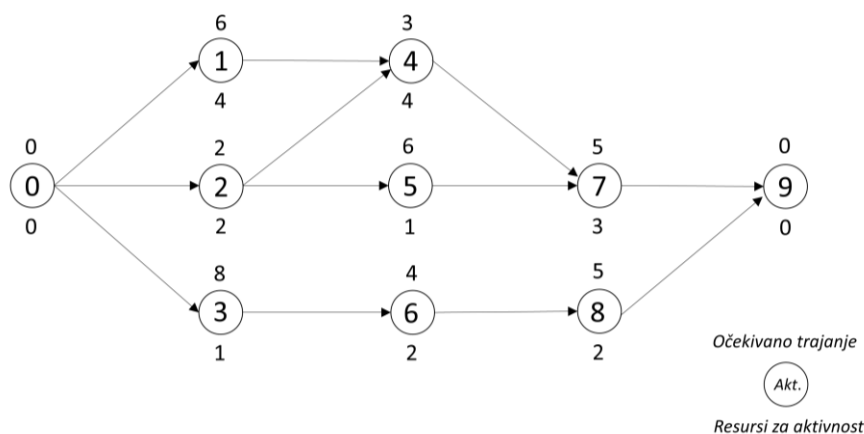 6 3
1 4
4 4
0 2 6 5 0
0 2 5 7 9
0 2 1 3 0
8 4 5
3 6 8
1 2 2
Očekivano trajanje
Akt.
Resursi za aktivnost